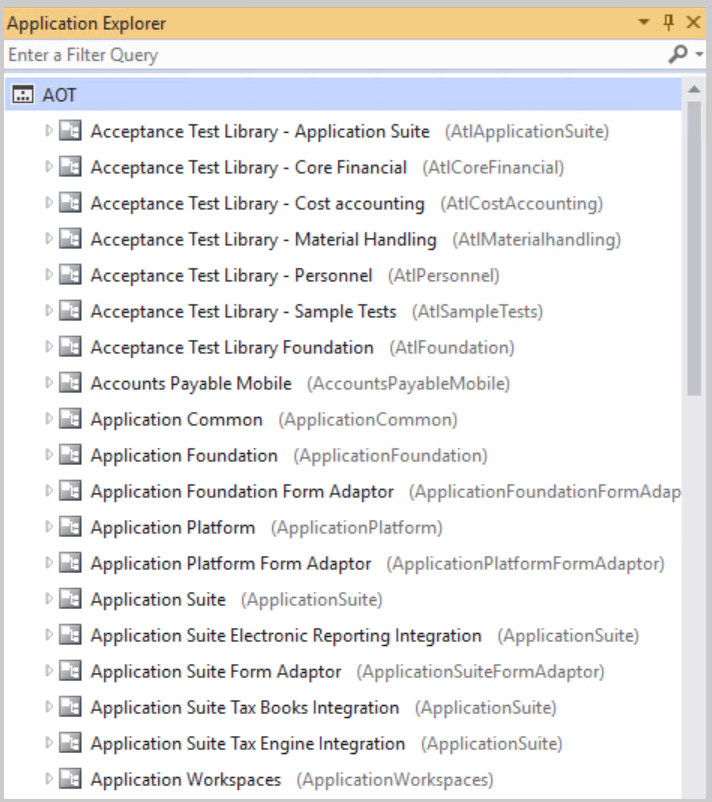 Application Explorer
Enter a Filter Query
AOT
Acceptance Test Library - Application Suite (AtlApplicationSuite)
Acceptance Test Library - Core Financial (AtlCoreFinancial)
Acceptance Test Library - Cost accounting (AtlCostAccounting)
Acceptance Test Library - Material Handling (AtlMaterialhandling)
Acceptance Test Library - Personnel (AtlPersonnel)
Acceptance Test Library - Sample Tests (AtlSampleTests)
Acceptance Test Library Foundation (AtlFoundation)
Accounts Payable Mobile (AccountsPayableMobile)
Application Common (ApplicationCommon)
Application Foundation (ApplicationFoundation)
Application Foundation Form Adaptor (ApplicationFoundationFormAdap
Application Platform (ApplicationPlatform)
Application Platform Form Adaptor (ApplicationPlatformFormAdaptor)
Application Suite (ApplicationSuite)
Application Suite Electronic Reporting Integration (ApplicationSuite)
Application Suite Form Adaptor (ApplicationSuiteFormAdaptor)
Application Suite Tax Books Integration (ApplicationSuite)
Application Suite Tax Engine Integration (ApplicationSuite)
Application Workspaces (ApplicationWorkspaces)